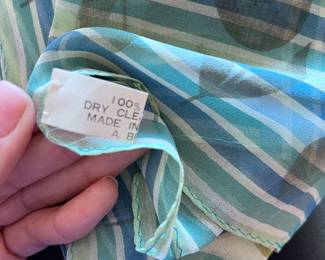 100%
DRY CLE
MADE IN
A. B